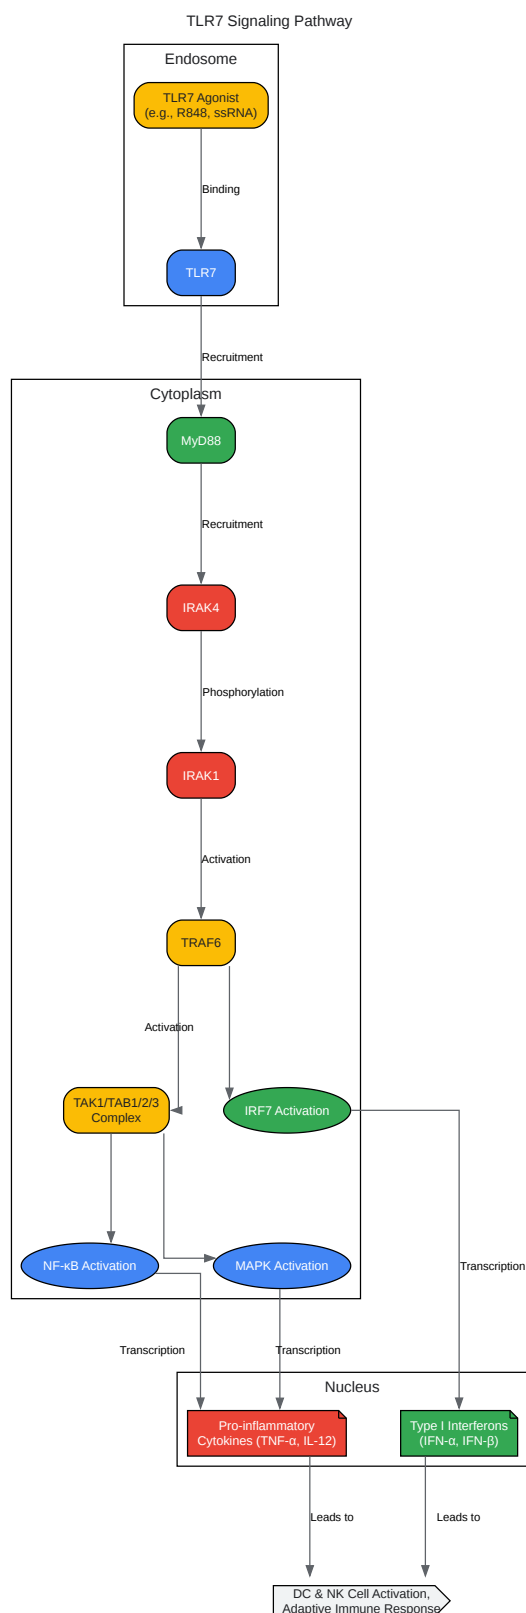 TLR7 Signaling Pathway
Endosome
TLR7 Agonist
(e.g., R848, ssRNA)
Binding
TLR7
Recruitment
Cytoplasm
MyD88
Recruitment
IRAK4
Phosphorylation
IRAK1
Activation
TRAF6
Activation
TAK1/TAB1/2/3
Complex
IRF7 Activation
NF-κB Activation
MAPK Activation
Transcription
Transcription
Transcription
Nucleus
Pro-inflammatory
Cytokines (TNF-α, IL-12)
Type I Interferons
(IFN-α, IFN-β)
Leads to
Leads to
DC & NK Cell Activation,
Adaptive Immune Response